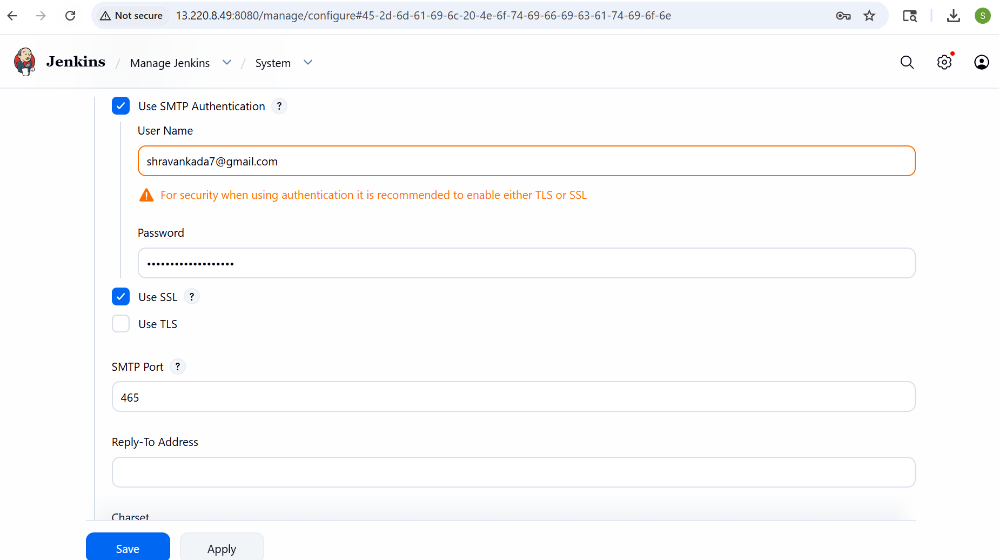 Not secure 13.220.8.49:8080/manage/configure#45-2d-6d-61-69-6c-20-4e-6f-74-69-66-69-63-61-74-69-6f-6e S
Jenkins / Manage Jenkins / System
Use SMTP Authentication ?
User Name
shravankada7@gmail.com
For security when using authentication it is recommended to enable either TLS or SSL
Password
•••••••••••••••••••
Use SSL ?
Use TLS
SMTP Port ?
465
Reply-To Address
Charset
Save Apply